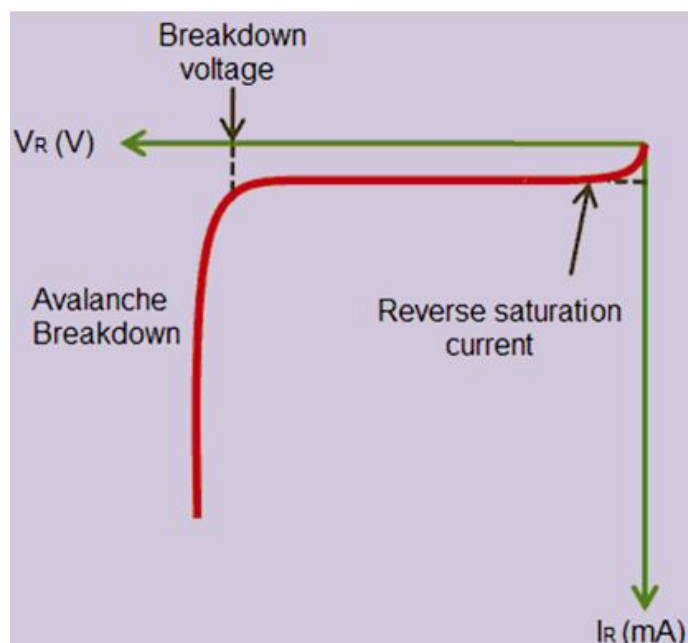 Breakdown
voltage
VR (V)
Avalanche
Breakdown
Reverse saturation
current
IR (mA)